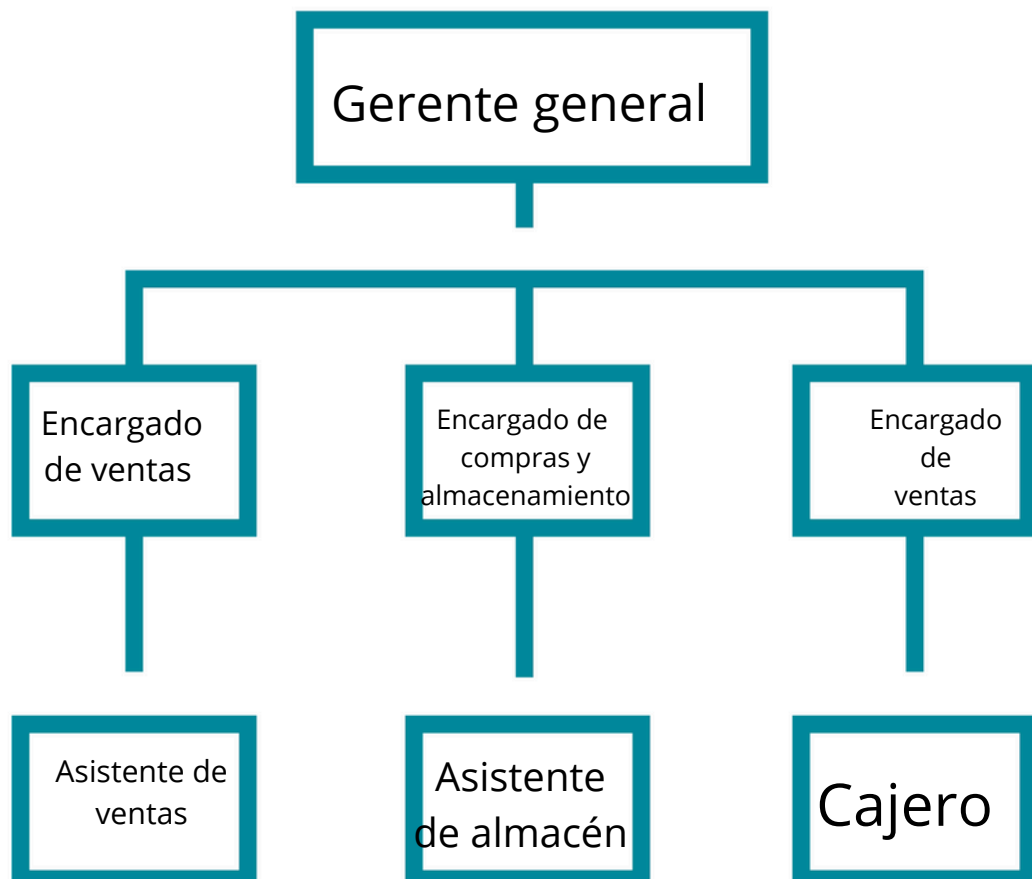 Gerente general
Encargado
de ventas
Encargado de
compras y
almacenamiento
Encargado
de
ventas
Asistente de
ventas
Asistente
de almacén
Cajero